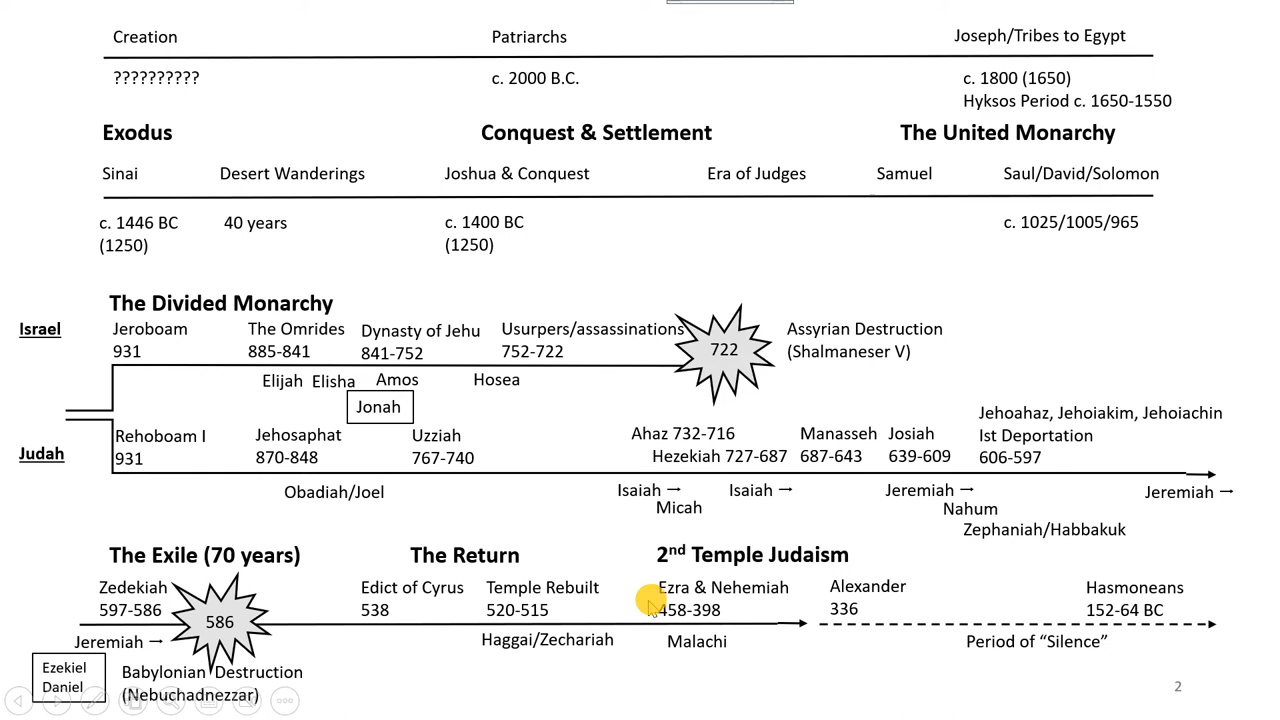 Creation Patriarchs Joseph/Tribes to Egypt
?????????? c. 2000 B.C. c. 1800 (1650)
Hyksos Period c. 1650-1550
Exodus Conquest & Settlement The United Monarchy
Sinai Desert Wanderings Joshua & Conquest Era of Judges Samuel Saul/David/Solomon
c. 1446 BC 40 years c. 1400 BC c. 1025/1005/965
(1250) (1250)
The Divided Monarchy
Israel Jeroboam The Omrides Dynasty of Jehu Usurpers/assassinations Assyrian Destruction
931 885-841 841-752 752-722 722 (Shalmaneser V)
Elijah Elisha Amos Hosea
Jonah
Jehoahaz, Jehoiakim, Jehoiachin
Rehoboam I Jehosaphat Uzziah Ahaz 732-716 Manasseh Josiah Ist Deportation
Judah 931 870-848 767-740 Hezekiah 727-687 687-643 639-609 606-597
Obadiah/Joel Isaiah → Isaiah → Jeremiah → Jeremiah →
Micah Nahum
Zephaniah/Habbakuk
The Exile (70 years) The Return 2nd Temple Judaism
Zedekiah Edict of Cyrus Temple Rebuilt Ezra & Nehemiah Alexander Hasmoneans
597-586 586 538 520-515 458-398 336 152-64 BC
Jeremiah → Haggai/Zechariah Malachi Period of “Silence”
Ezekiel Babylonian Destruction
Daniel (Nebuchadnezzar) 2